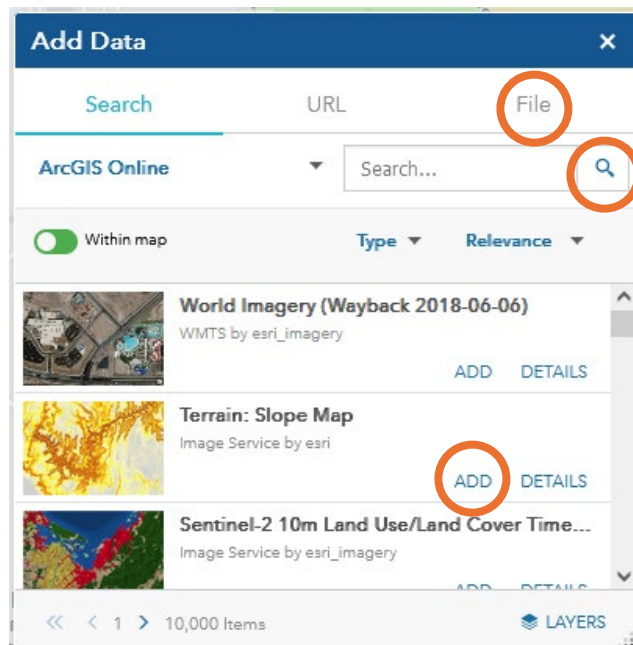 Add Data ×
Search URL File
ArcGIS Online Search...
Within map Type Relevance
World Imagery (Wayback 2018-06-06)
WMTS by esri_imagery
ADD DETAILS
Terrain: Slope Map
Image Service by esri
ADD DETAILS
Sentinel-2 10m Land Use/Land Cover Time...
Image Service by esri_imagery
ADD DETAILS
1 10,000 Items LAYERS